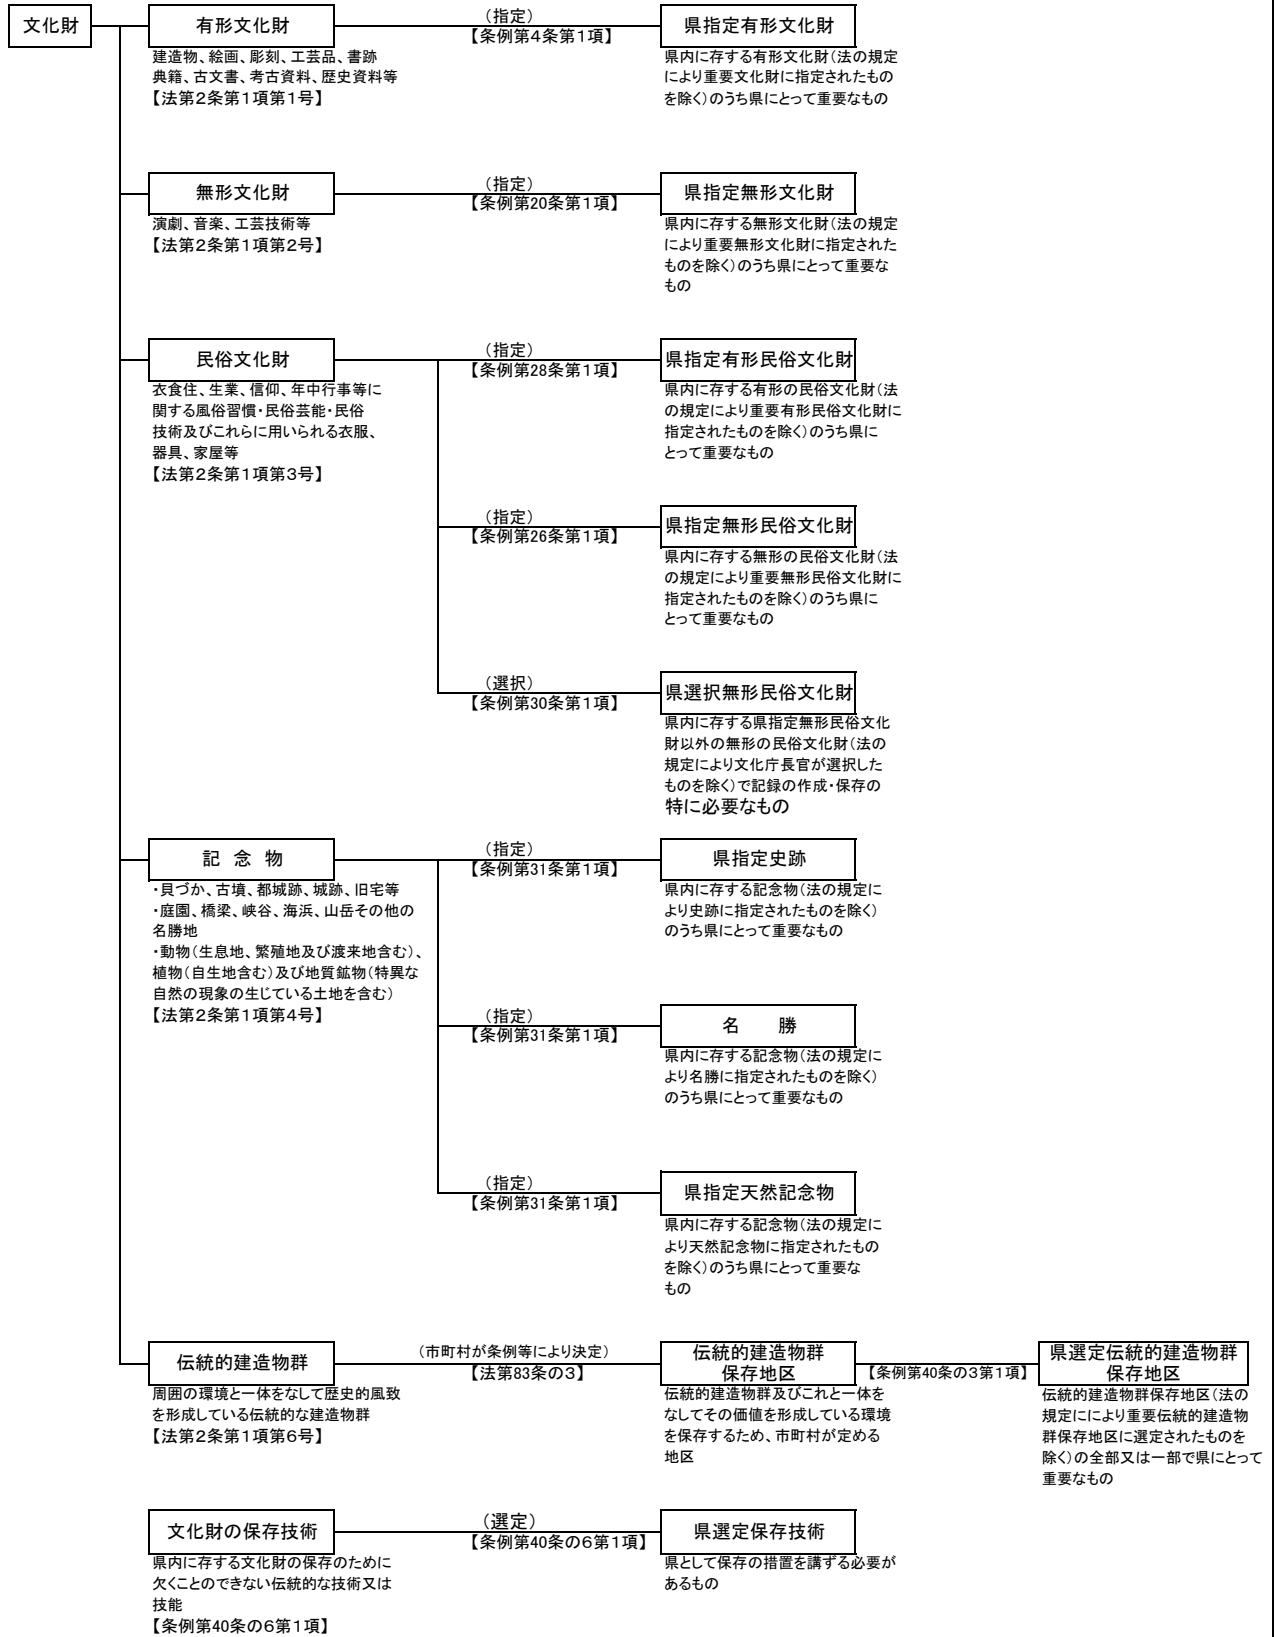 文化財
有形文化財
建造物、絵画、彫刻、工芸品、書跡
典籍、古文書、考古資料、歴史資料等
【法第2条第1項第1号】
（指定）
【条例第4条第1項】
県指定有形文化財
県内に存する有形文化財（法の規定
により重要文化財に指定されたもの
を除く）のうち県にとって重要なもの
無形文化財
演劇、音楽、工芸技術等
【法第2条第1項第2号】
（指定）
【条例第20条第1項】
県指定無形文化財
県内に存する無形文化財（法の規定
により重要無形文化財に指定された
ものを除く）のうち県にとって重要な
もの
民俗文化財
衣食住、生業、信仰、年中行事等に
関する風俗習慣・民俗芸能・民俗
技術及びこれらに用いられる衣服、
器具、家屋等
【法第2条第1項第3号】
（指定）
【条例第28条第1項】
県指定有形民俗文化財
県内に存する有形の民俗文化財（法
の規定により重要有形民俗文化財に
指定されたものを除く）のうち県に
とって重要なもの
（指定）
【条例第26条第1項】
県指定無形民俗文化財
県内に存する無形の民俗文化財（法
の規定により重要無形民俗文化財に
指定されたものを除く）のうち県に
とって重要なもの
（選択）
【条例第30条第1項】
県選択無形民俗文化財
県内に存する県指定無形民俗文化
財以外の無形の民俗文化財（法の
規定により文化庁長官が選択した
ものを除く）で記録の作成・保存の
特に必要なもの
記 念 物
・貝づか、古墳、都城跡、城跡、旧宅等
・庭園、橋梁、峡谷、海浜、山岳その他の
名勝地
・動物（生息地、繁殖地及び渡来地含む）、
植物（自生地含む）及び地質鉱物（特異な
自然の現象の生じている土地を含む）
【法第2条第1項第4号】
（指定）
【条例第31条第1項】
県指定史跡
県内に存する記念物（法の規定に
より史跡に指定されたものを除く）
のうち県にとって重要なもの
（指定）
【条例第31条第1項】
名　　勝
県内に存する記念物（法の規定に
より名勝に指定されたものを除く）
のうち県にとって重要なもの
（指定）
【条例第31条第1項】
県指定天然記念物
県内に存する記念物（法の規定に
より天然記念物に指定されたもの
を除く）のうち県にとって重要な
もの
伝統的建造物群
周囲の環境と一体をなして歴史的風致
を形成している伝統的な建造物群
【法第2条第1項第6号】
（市町村が条例等により決定）
【法第83条の3】
伝統的建造物群
保存地区
伝統的建造物群及びこれと一体を
なしてその価値を形成している環境
を保存するため、市町村が定める
地区
【条例第40条の3第1項】
県選定伝統的建造物群
保存地区
伝統的建造物群保存地区（法の
規定ににより重要伝統的建造物
群保存地区に選定されたものを
除く）の全部又は一部で県にとって
重要なもの
文化財の保存技術
県内に存する文化財の保存のために
欠くことのできない伝統的な技術又は
技能
【条例第40条の6第1項】
（選定）
【条例第40条の6第1項】
県選定保存技術
県として保存の措置を講ずる必要が
あるもの